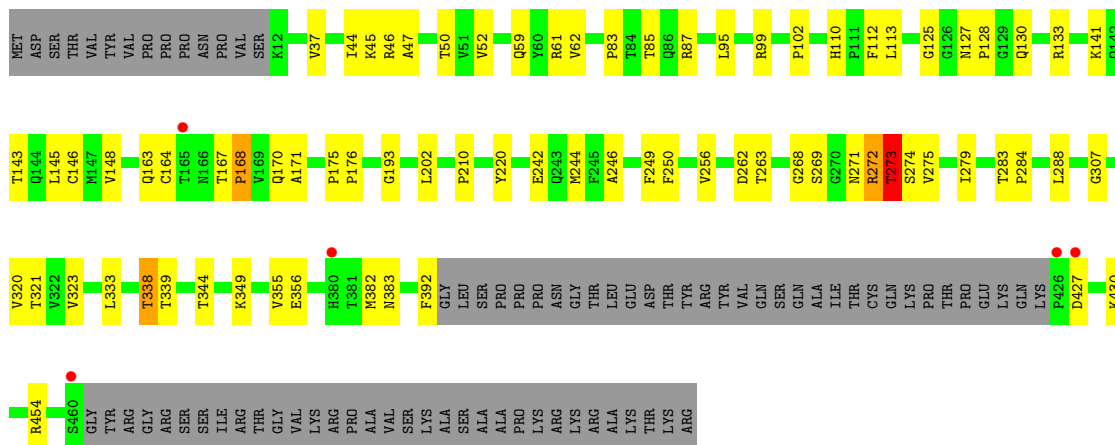 MET ASP SER THR VAL TYR VAL PRO PRO PRO ASN PRO VAL SER K12 V37 I44 K45 R46 A47 T50 V51 V52 Q59 Y60 R61 V62 P83 T84 T85 Q86 R87 L95 R99 P102 H110 P111 F112 L113 G125 G126 N127 P128 G129 Q130 R133 K141
T143 Q144 L145 C146 M147 V148 Q163 C164 T165 N166 T167 P168 V169 Q170 A171 P175 P176 G193 L202 P210 Y220 E242 Q243 M244 F245 A246 F249 F250 V256 D262 T263 G268 S269 G270 N271 R272 T273 S274 V275 I279 T283 P284 L288 G307
V320 T321 V322 V323 L333 T338 T339 T344 K349 V355 E356 H380 T381 M382 N383 F392 GLY LEU SER PRO PRO PRO ASN GLY THR LEU GLU ASP THR TYR ARG TYR VAL GLN SER GLN ALA ILE THR CYS GLN LYS PRO THR PRO GLU LYS GLN LYS P426 D427 K430
R454 S460 GLY TYR ARG GLY ARG SER SER ILE ARG THR GLY VAL LYS ARG PRO ALA VAL SER LYS ALA SER ALA ALA PRO LYS ARG LYS ARG ALA LYS THR LYS ARG